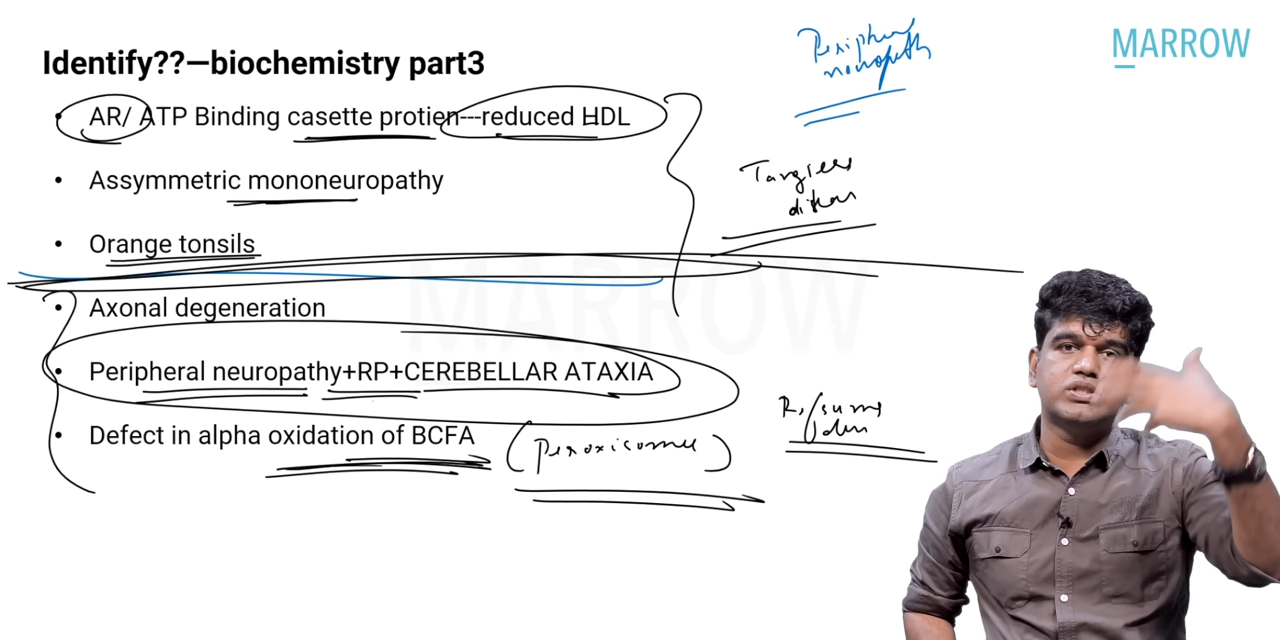 MARROW
Identify??—biochemistry part3
• AR/ ATP Binding casette protien---reduced HDL
• Assymmetric mononeuropathy
• Orange tonsils
• Axonal degeneration
• Peripheral neuropathy+RP+CEREBELLAR ATAXIA
• Defect in alpha oxidation of BCFA
MARROW